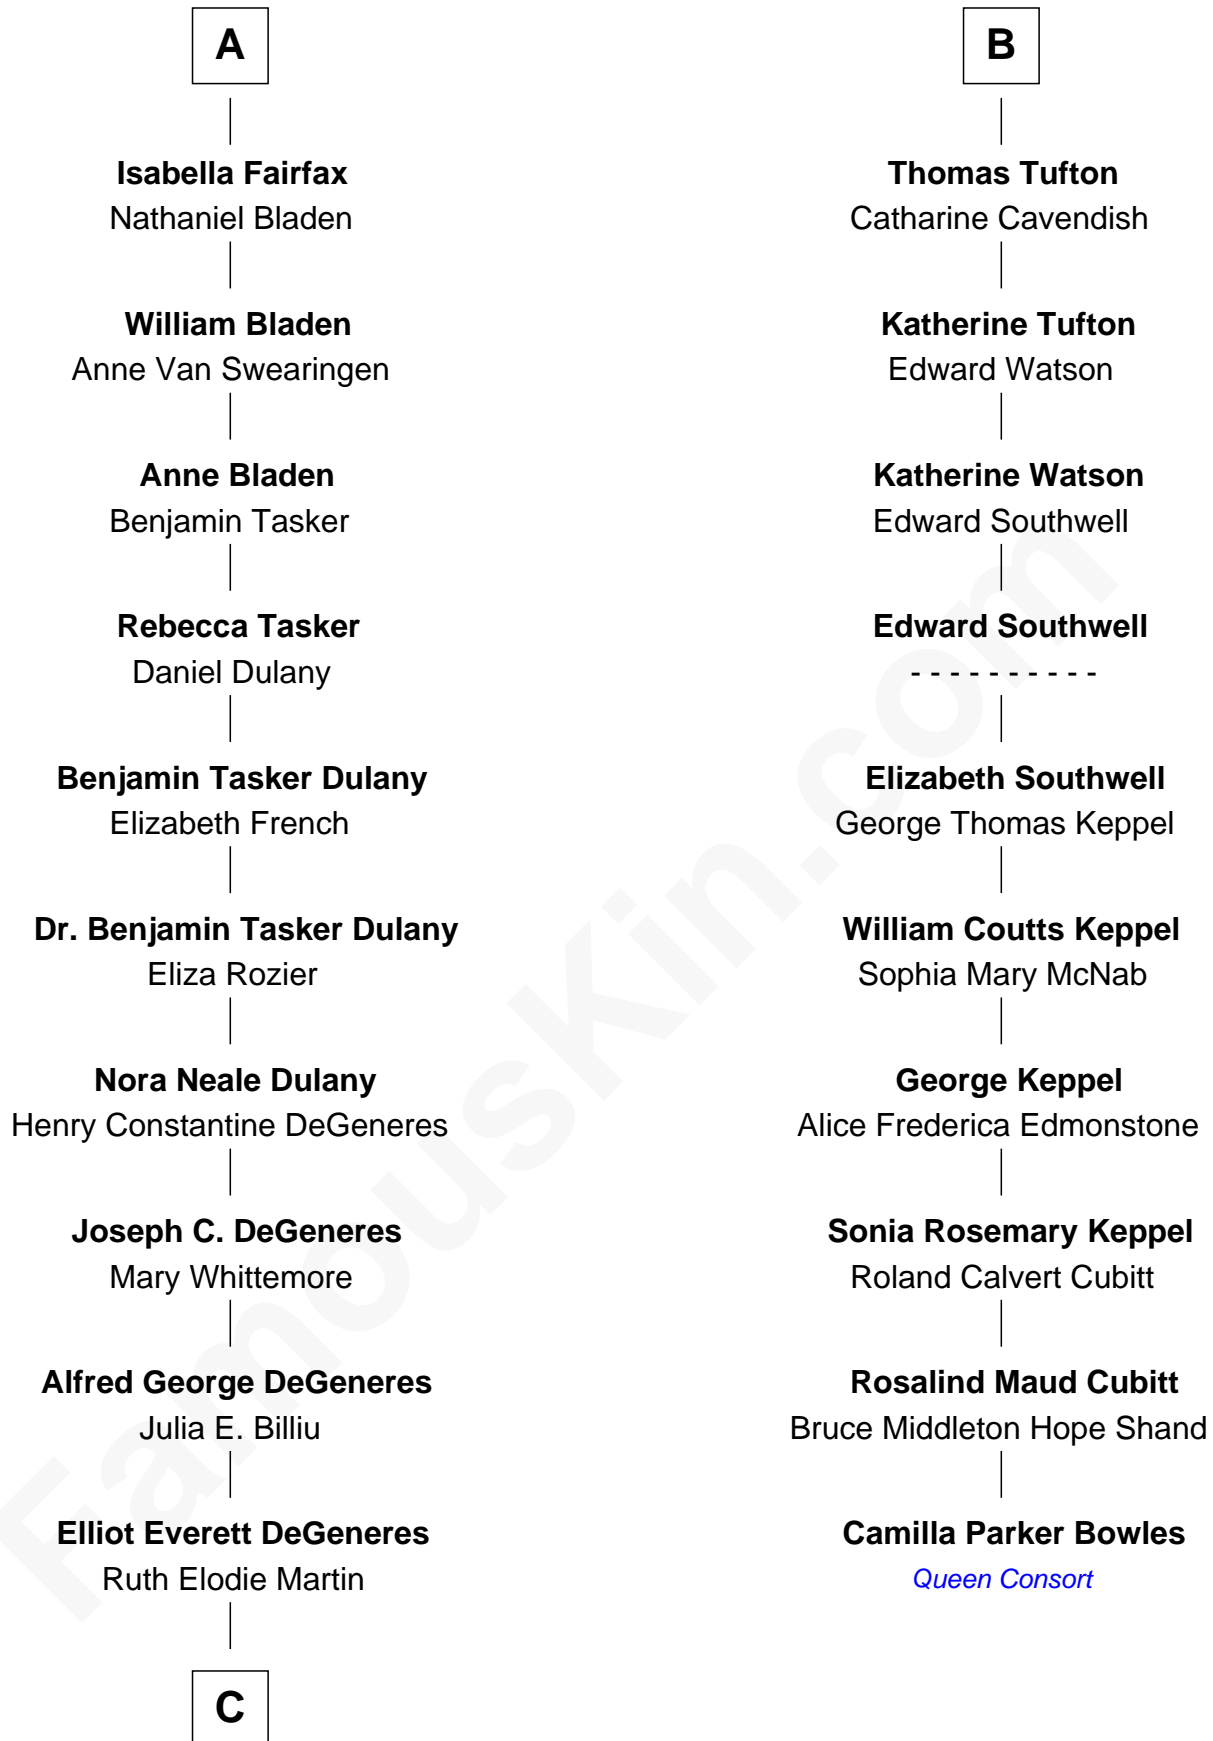 A
Isabella Fairfax
Nathaniel Bladen
William Bladen
Anne Van Swearingen
Anne Bladen
Benjamin Tasker
Rebecca Tasker
Daniel Dulany
Benjamin Tasker Dulany
Elizabeth French
Dr. Benjamin Tasker Dulany
Eliza Rozier
Nora Neale Dulany
Henry Constantine DeGeneres
Joseph C. DeGeneres
Mary Whittemore
Alfred George DeGeneres
Julia E. Billiu
Elliot Everett DeGeneres
Ruth Elodie Martin
C
B
Thomas Tufton
Catharine Cavendish
Katherine Tufton
Edward Watson
Katherine Watson
Edward Southwell
Edward Southwell
- - - - - - - - - -
Elizabeth Southwell
George Thomas Keppel
William Coutts Keppel
Sophia Mary McNab
George Keppel
Alice Frederica Edmonstone
Sonia Rosemary Keppel
Roland Calvert Cubitt
Rosalind Maud Cubitt
Bruce Middleton Hope Shand
Camilla Parker Bowles
Queen Consort
FamousKin.com